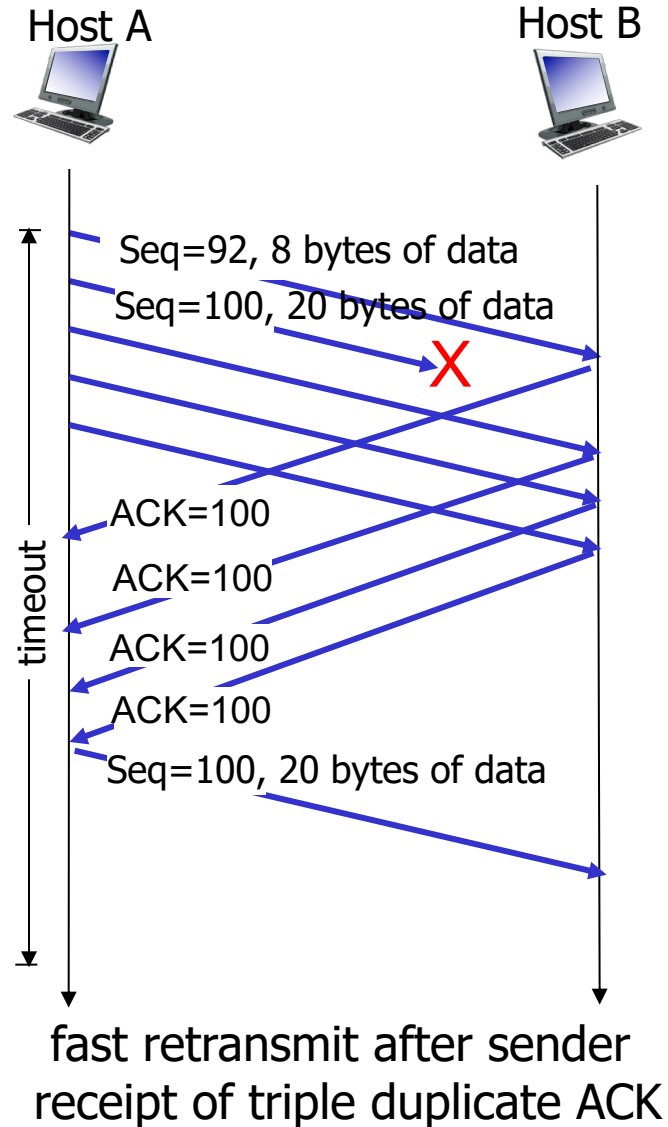 Host A
Host B
Seq=92, 8 bytes of data
Seq=100, 20 bytes of data
X
timeout
ACK=100
ACK=100
ACK=100
ACK=100
Seq=100, 20 bytes of data
fast retransmit after sender
receipt of triple duplicate ACK